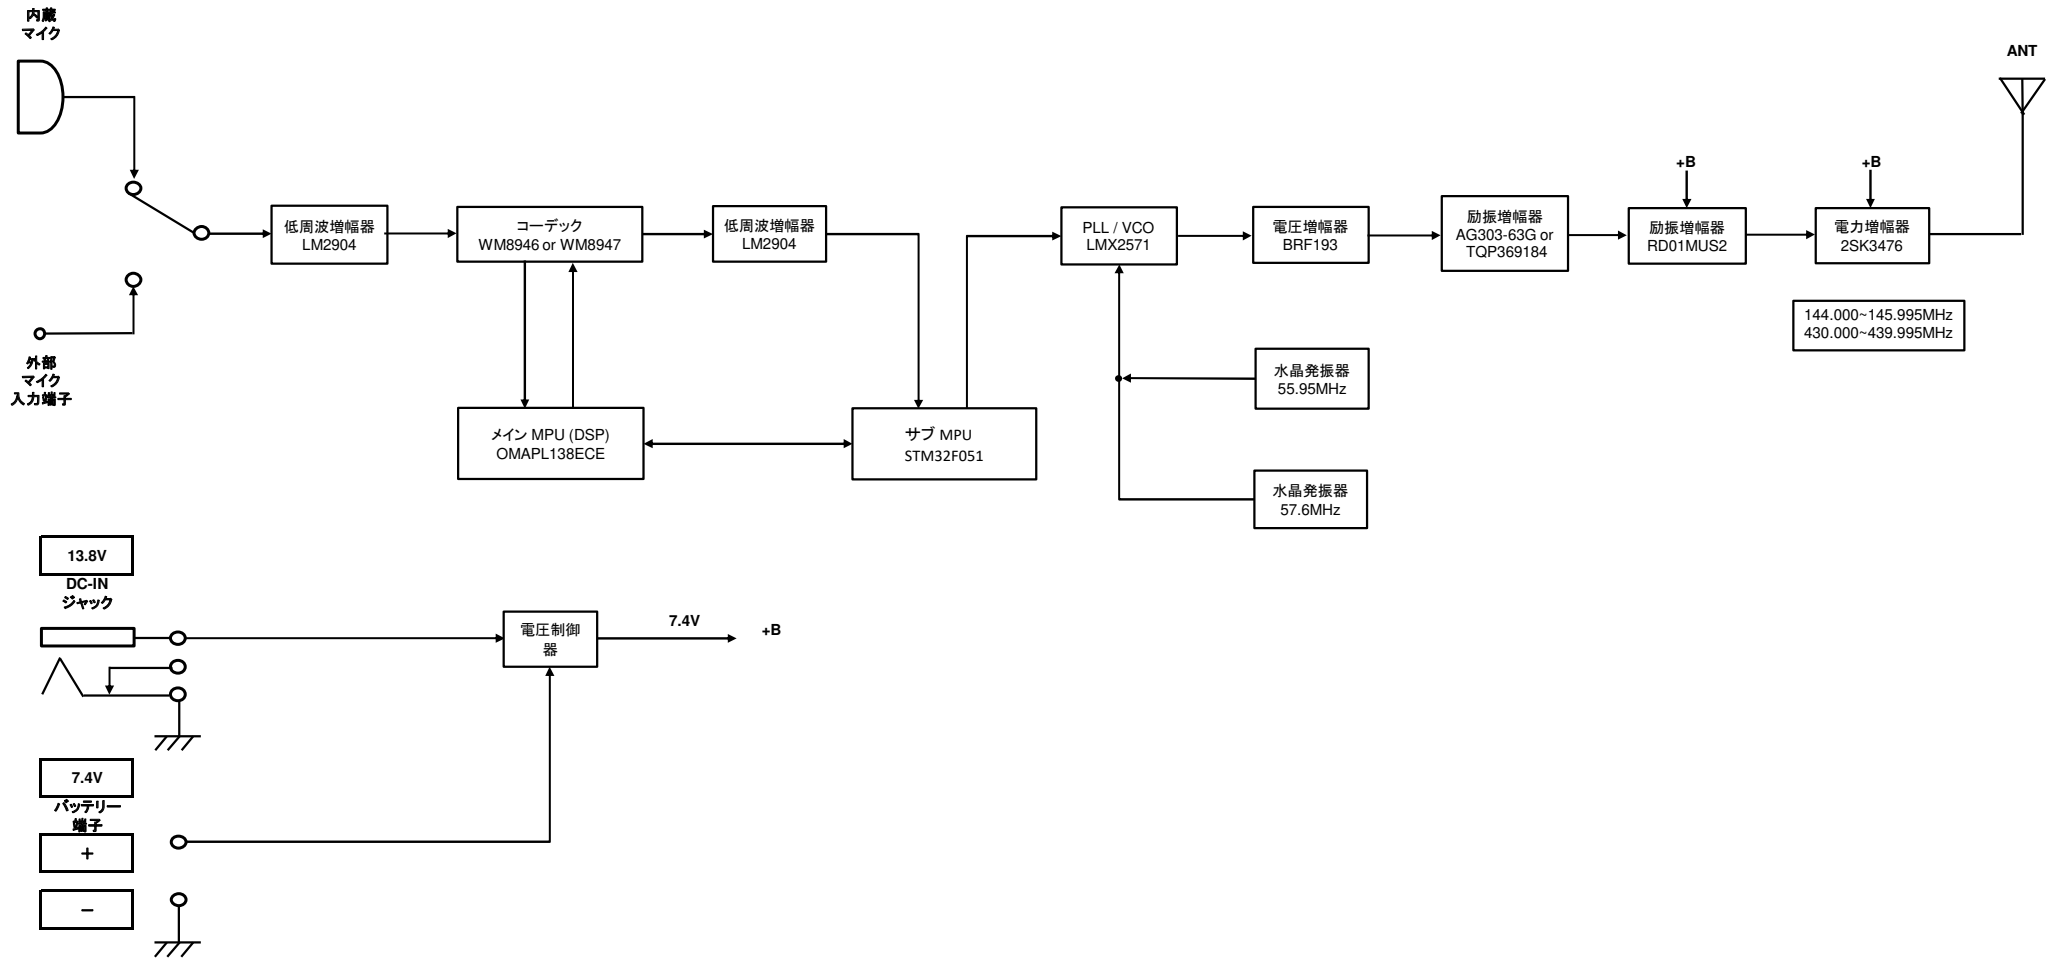 内蔵
マイク
ANT
+B
+B
低周波増幅器
LM2904
コーデック
WM8946 or WM8947
低周波増幅器
LM2904
PLL / VCO
LMX2571
電圧増幅器
BRF193
励振増幅器
AG303-63G or
TQP369184
励振増幅器
RD01MUS2
電力増幅器
2SK3476
144.000~145.995MHz
430.000~439.995MHz
外部
マイク
入力端子
水晶発振器
55.95MHz
メイン MPU (DSP)
OMAPL138ECE
サブ MPU
STM32F051
水晶発振器
57.6MHz
13.8V
DC-IN
ジャック
電圧制御
器
7.4V
+B
7.4V
バッテリー
端子
+
−